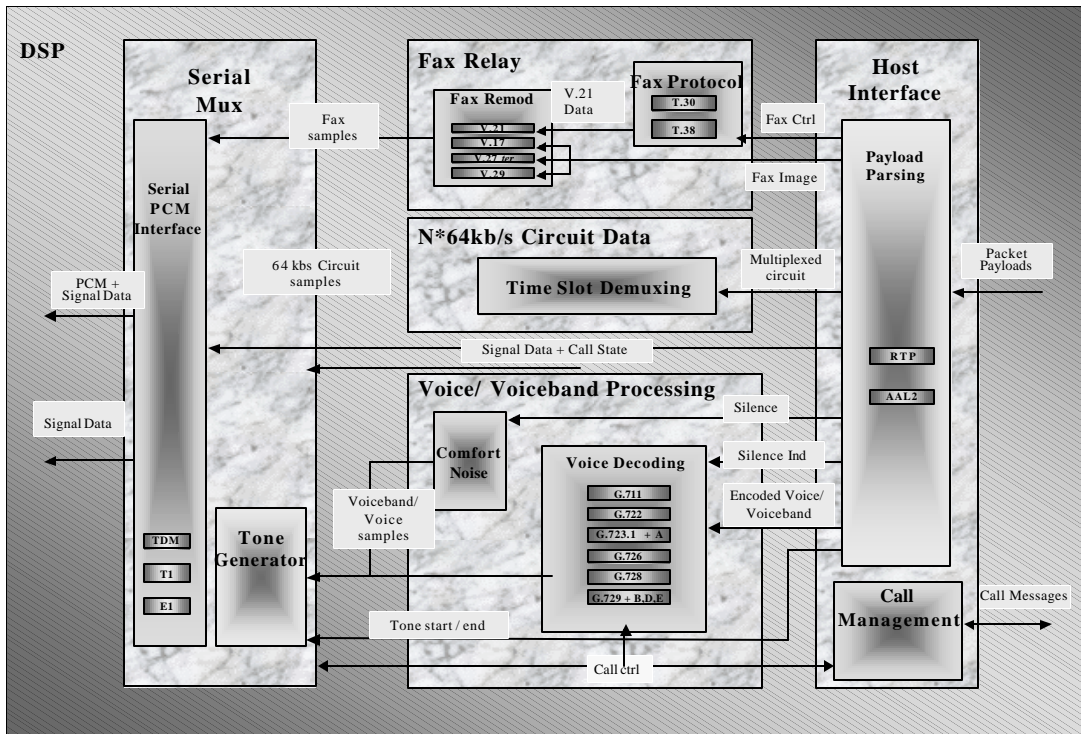 DSP
Serial
Mux
Serial
PCM
Interface
TDM
T1
E1
Tone
Generator
PCM +
Signal Data
Signal Data
Fax
samples
64 kbs Circuit
samples
Fax Relay
Fax Remod
V.21
V.17
V.27 ter
V.29
V.21
Data
Fax Protocol
T.30
T.38
Fax Ctrl
Fax Image
N*64kb/s Circuit Data
Time Slot Demuxing
Multiplexed
circuit
Signal Data + Call State
Voice/ Voiceband Processing
Comfort
Noise
Voice Decoding
G.711
G.722
G.723.1 + A
G.726
G.728
G.729 + B,D,E
Silence
Silence Ind
Encoded Voice/
Voiceband
Voiceband/
Voice
samples
Tone start / end
Call ctrl
Host
Interface
Payload
Parsing
RTP
AAL2
Packet
Payloads
Call
Management
Call Messages